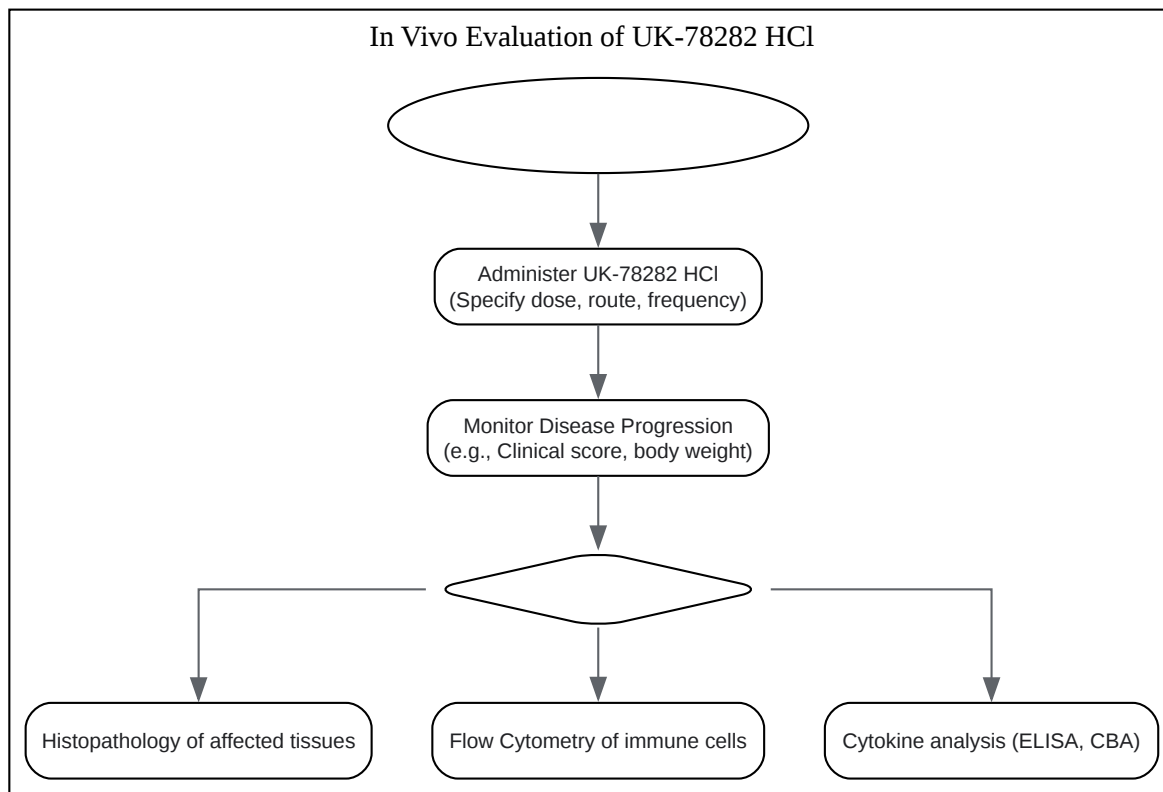 In Vivo Evaluation of UK-78282 HCl
Administer UK-78282 HCl
(Specify dose, route, frequency)
Monitor Disease Progression
(e.g., Clinical score, body weight)
Histopathology of affected tissues
Flow Cytometry of immune cells
Cytokine analysis (ELISA, CBA)